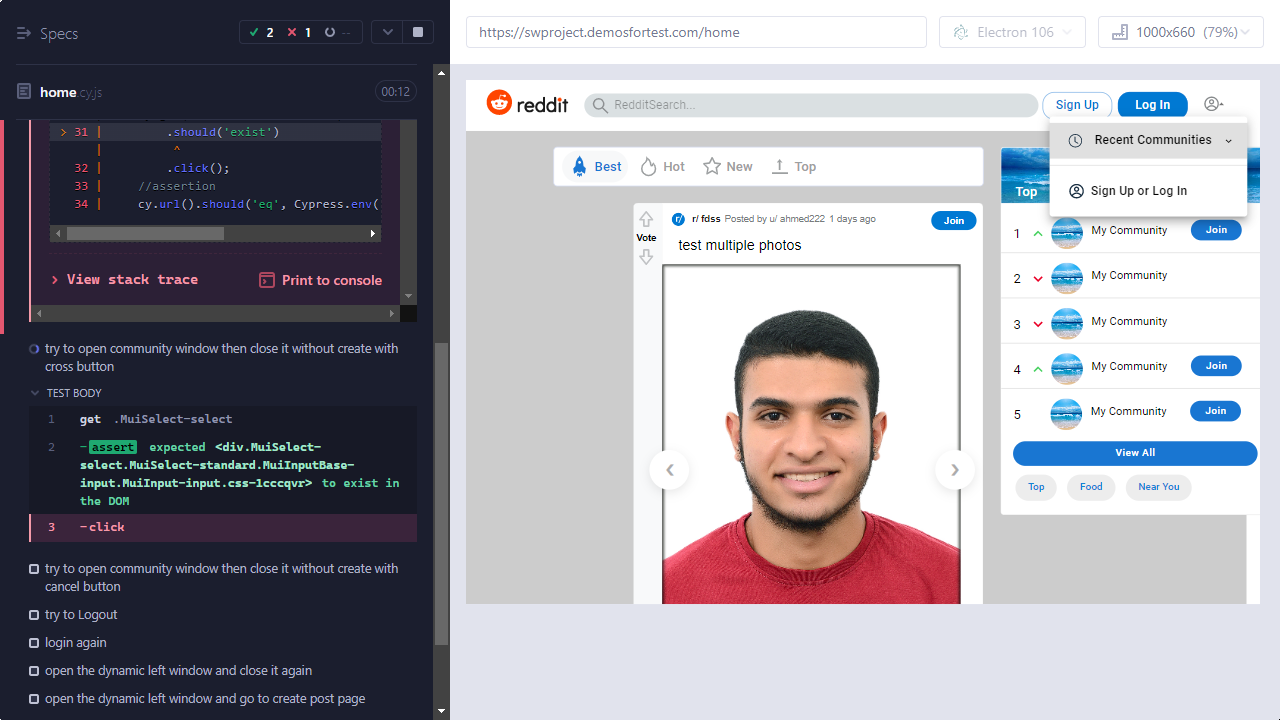 Specs
2
1
--
home.cy.js
00:12
> 31 | .should('exist')
| ^
32 | .click();
33 | //assertion
34 | cy.url().should('eq', Cypress.env(
View stack trace
Print to console
try to open community window then close it without create with
cross button
TEST BODY
1 get .MuiSelect-select
2 -assert expected <div.MuiSelect-
select.MuiSelect-standard.MuiInputBase-
input.MuiInput-input.css-1cccqvr> to exist in
the DOM
3 -click
try to open community window then close it without create with
cancel button
try to Logout
login again
open the dynamic left window and close it again
open the dynamic left window and go to create post page
https://swproject.demosfortest.com/home
Electron 106
1000x660 (79%)
reddit
RedditSearch...
Sign Up
Log In
Recent Communities
Sign Up or Log In
Best
Hot
New
Top
r/ r/ fdss Posted by u/ ahmed222 1 days ago
Join
Vote
test multiple photos
Top
1 My Community Join
2 My Community
3 My Community
4 My Community Join
5 My Community Join
View All
Top
Food
Near You